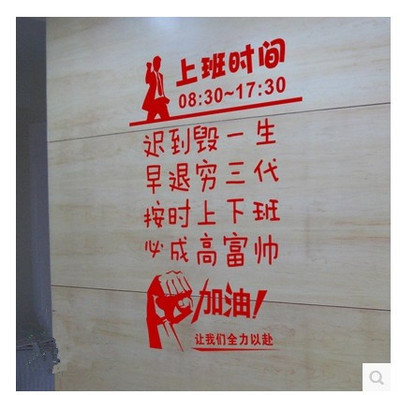 上班时间
08:30~17:30
迟到毁一生
早退穷三代
按时上下班
必成高富帅
加油!
让我们全力以赴